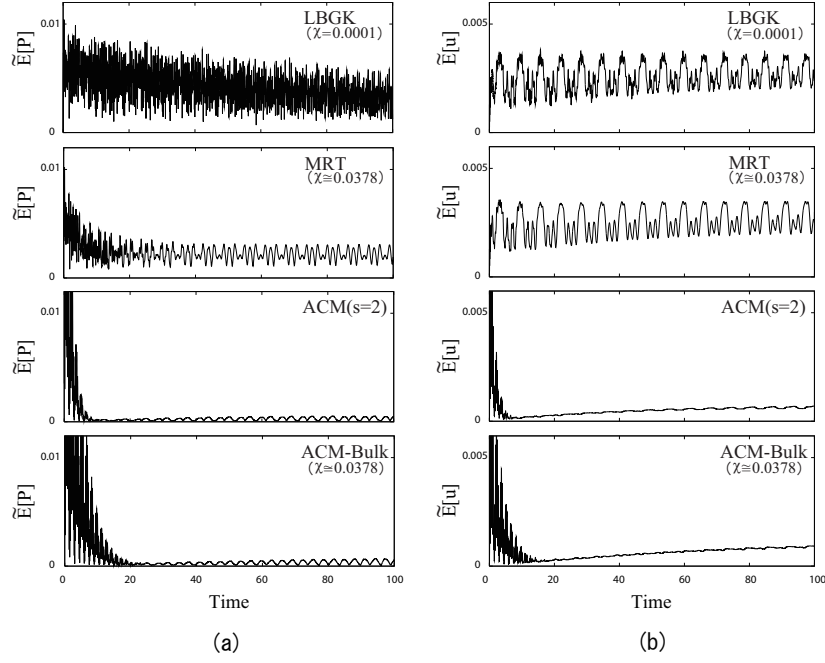 0.01
LBGK
(χ=0.0001)
Ẽ[P]
0
0.01
MRT
(χ≅0.0378)
Ẽ[P]
0
0.01
ACM(s=2)
Ẽ[P]
0
0.01
ACM-Bulk
(χ≅0.0378)
Ẽ[P]
0
0 20 40 60 80 100
Time
(a)
0.005
LBGK
(χ=0.0001)
Ẽ[u]
0
0.005
MRT
(χ≅0.0378)
Ẽ[u]
0
0.005
ACM(s=2)
Ẽ[u]
0
0.005
ACM-Bulk
(χ≅0.0378)
Ẽ[u]
0
0 20 40 60 80 100
Time
(b)